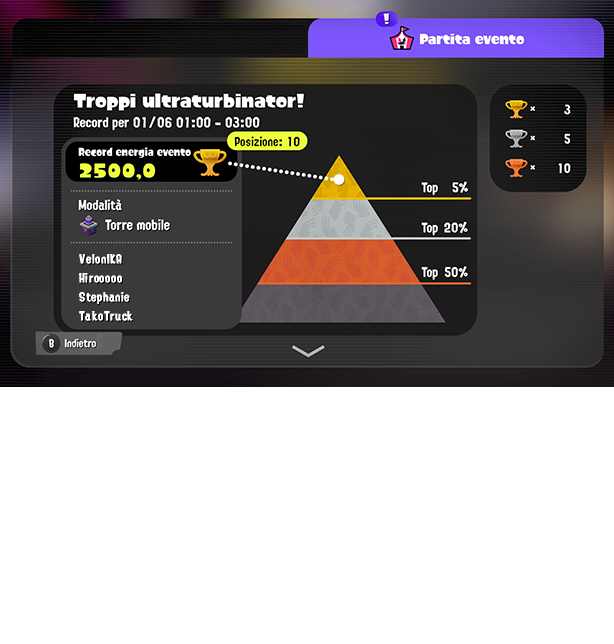 !
Partita evento
Troppi ultraturbinator!
Record per 01/06 01:00 - 03:00
Posizione: 10
Record energia evento
2500,0
Modalità
Torre mobile
VelonIKA
Hirooooo
Stephanie
TakoTruck
Top 5%
Top 20%
Top 50%
× 3
× 5
× 10
B Indietro